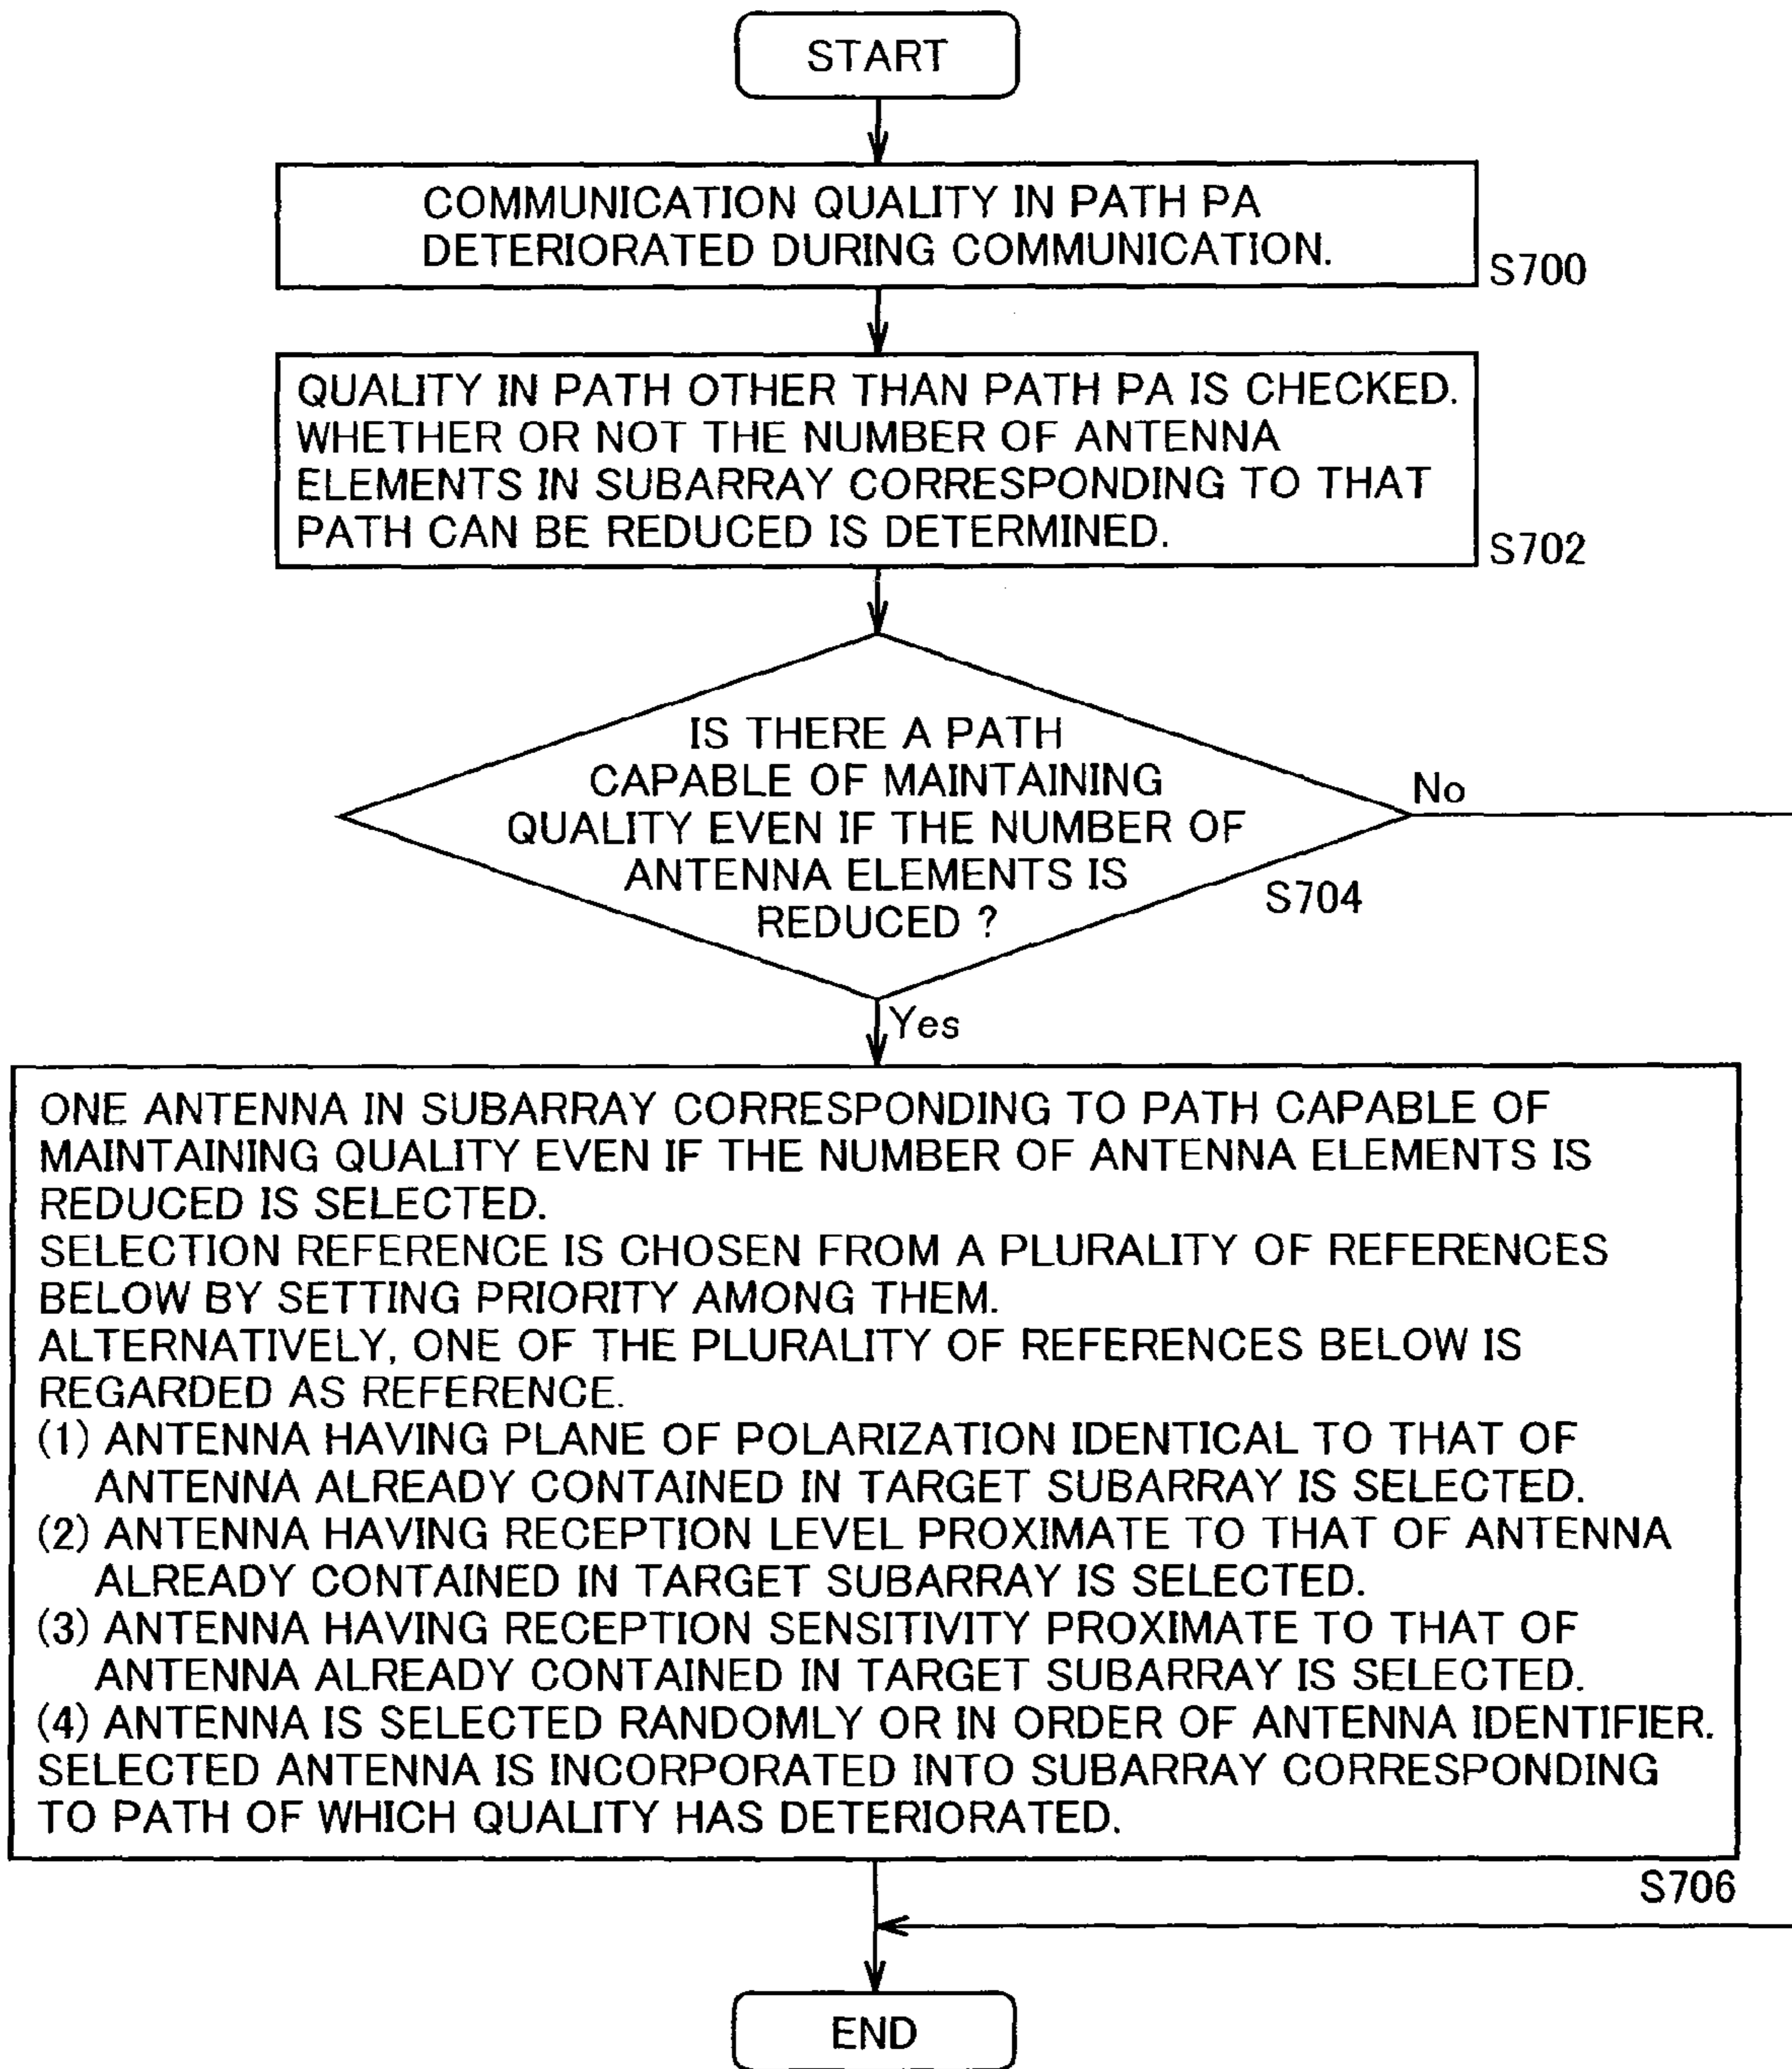 START
COMMUNICATION QUALITY IN PATH PA
DETERIORATED DURING COMMUNICATION.
S700
QUALITY IN PATH OTHER THAN PATH PA IS CHECKED.
WHETHER OR NOT THE NUMBER OF ANTENNA
ELEMENTS IN SUBARRAY CORRESPONDING TO THAT
PATH CAN BE REDUCED IS DETERMINED.
S702
IS THERE A PATH
CAPABLE OF MAINTAINING
QUALITY EVEN IF THE NUMBER OF
ANTENNA ELEMENTS IS
REDUCED ?
No
S704
Yes
ONE ANTENNA IN SUBARRAY CORRESPONDING TO PATH CAPABLE OF
MAINTAINING QUALITY EVEN IF THE NUMBER OF ANTENNA ELEMENTS IS
REDUCED IS SELECTED.
SELECTION REFERENCE IS CHOSEN FROM A PLURALITY OF REFERENCES
BELOW BY SETTING PRIORITY AMONG THEM.
ALTERNATIVELY, ONE OF THE PLURALITY OF REFERENCES BELOW IS
REGARDED AS REFERENCE.
(1) ANTENNA HAVING PLANE OF POLARIZATION IDENTICAL TO THAT OF
ANTENNA ALREADY CONTAINED IN TARGET SUBARRAY IS SELECTED.
(2) ANTENNA HAVING RECEPTION LEVEL PROXIMATE TO THAT OF ANTENNA
ALREADY CONTAINED IN TARGET SUBARRAY IS SELECTED.
(3) ANTENNA HAVING RECEPTION SENSITIVITY PROXIMATE TO THAT OF
ANTENNA ALREADY CONTAINED IN TARGET SUBARRAY IS SELECTED.
(4) ANTENNA IS SELECTED RANDOMLY OR IN ORDER OF ANTENNA IDENTIFIER.
SELECTED ANTENNA IS INCORPORATED INTO SUBARRAY CORRESPONDING
TO PATH OF WHICH QUALITY HAS DETERIORATED.
S706
END